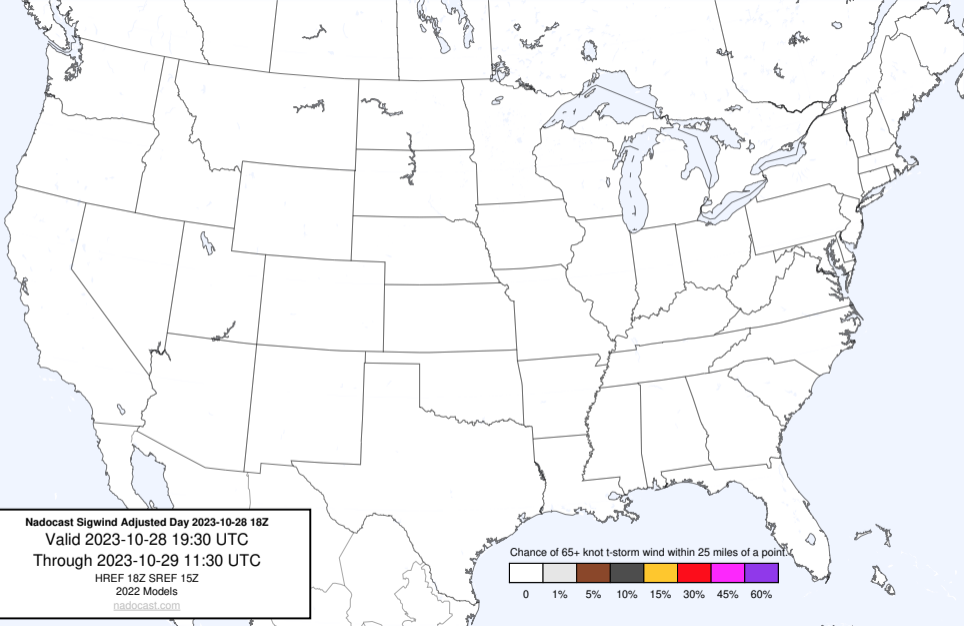 Nadocast Sigwind Adjusted Day 2023-10-28 18Z
Valid 2023-10-28 19:30 UTC
Through 2023-10-29 11:30 UTC
HREF 18Z SREF 15Z
2022 Models
nadocast.com
Chance of 65+ knot t-storm wind within 25 miles of a point.
0 1% 5% 10% 15% 30% 45% 60%